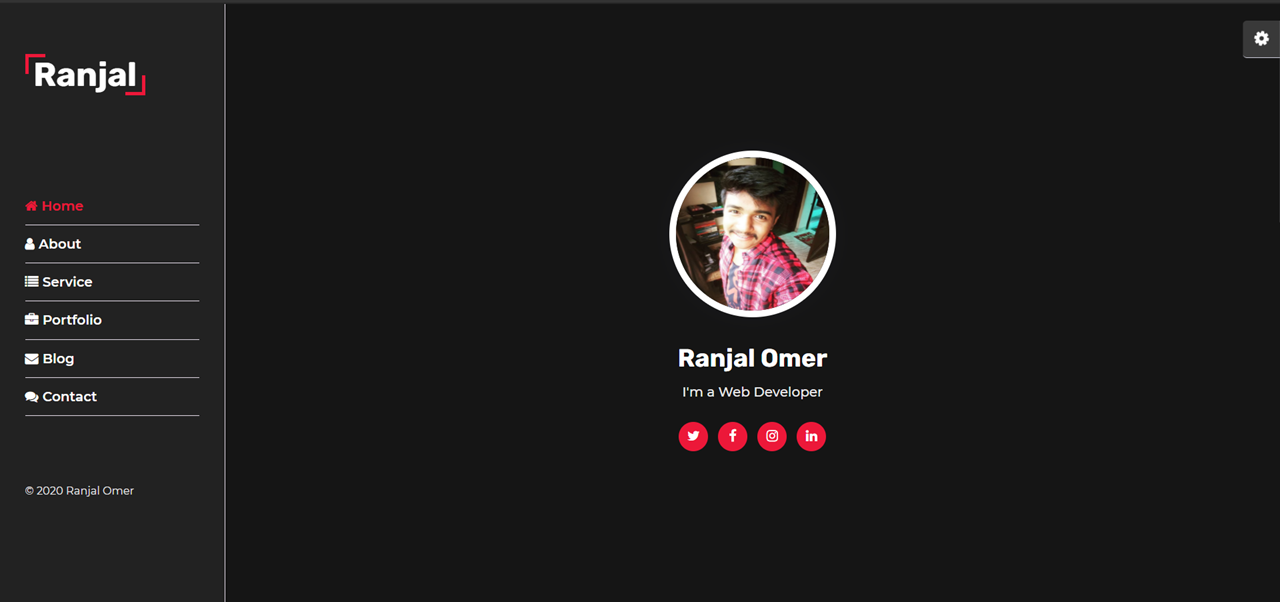 Ranjal
Home
About
Service
Portfolio
Blog
Contact
© 2020 Ranjal Omer
Ranjal Omer
I'm a Web Developer